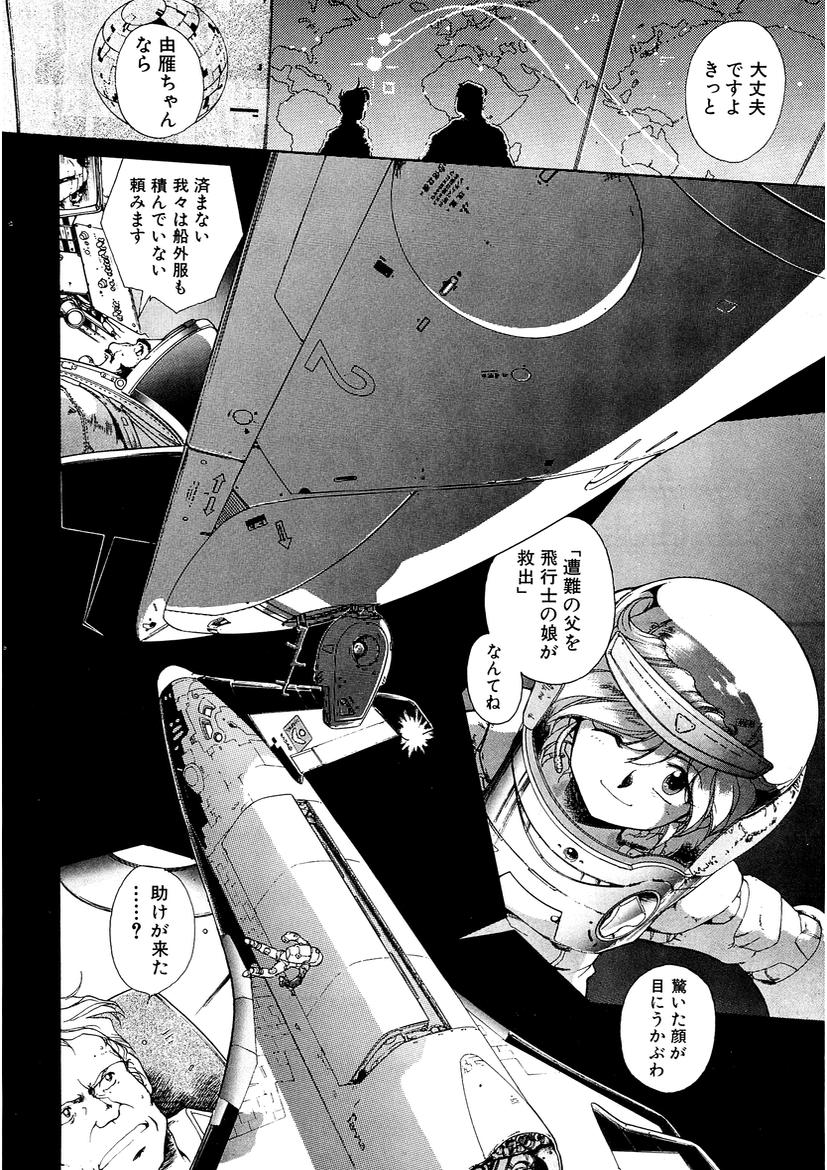 大丈夫
ですよ
きっと
由雁ちゃん
なら
済まない
我々は船外服も
積んでいない
頼みます
2
「遭難の父を
飛行士の娘が
救出」
なんてね
驚いた顔が
目にうかぶわ
助けが来た
……?